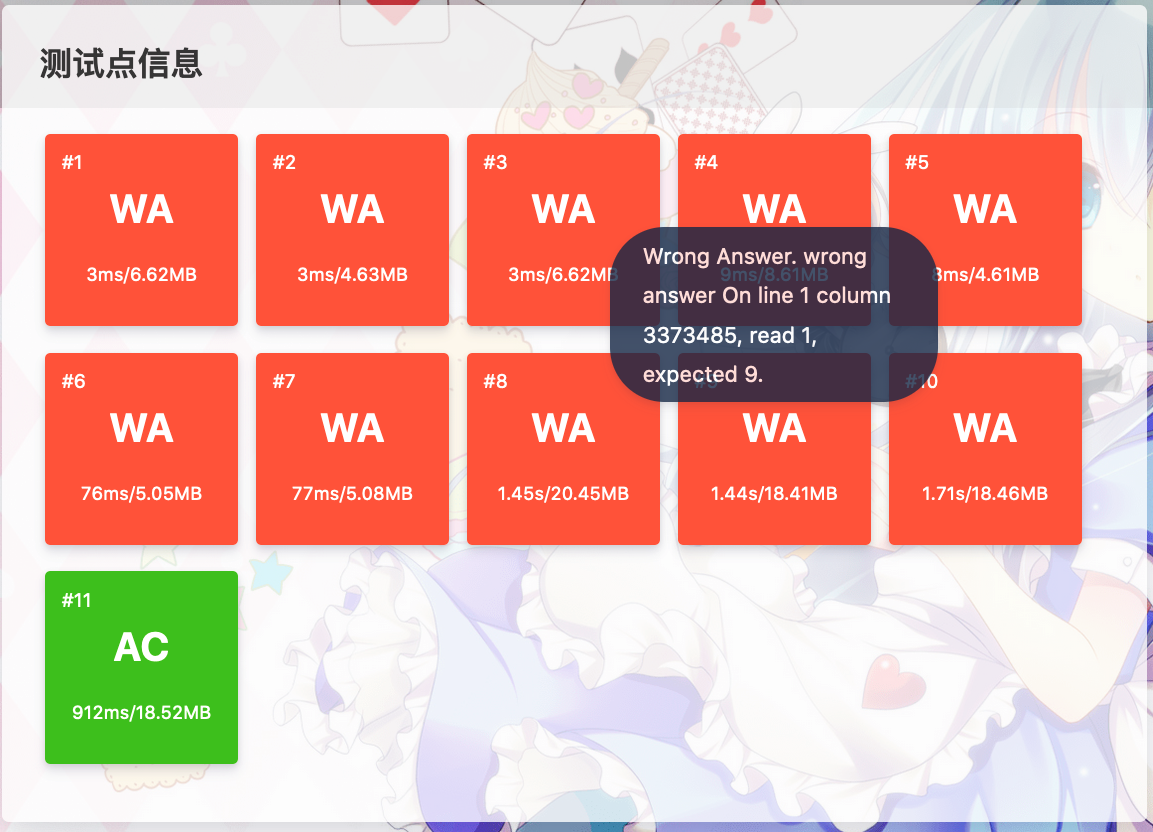 测试点信息
#1
WA
3ms/6.62MB
#2
WA
3ms/4.63MB
#3
WA
3ms/6.62MB
#4
WA
9ms/8.61MB
#5
WA
8ms/4.61MB
Wrong Answer. wrong
answer On line 1 column
3373485, read 1,
expected 9.
#6
WA
76ms/5.05MB
#7
WA
77ms/5.08MB
#8
WA
1.45s/20.45MB
#9
WA
1.44s/18.41MB
#10
WA
1.71s/18.46MB
#11
AC
912ms/18.52MB